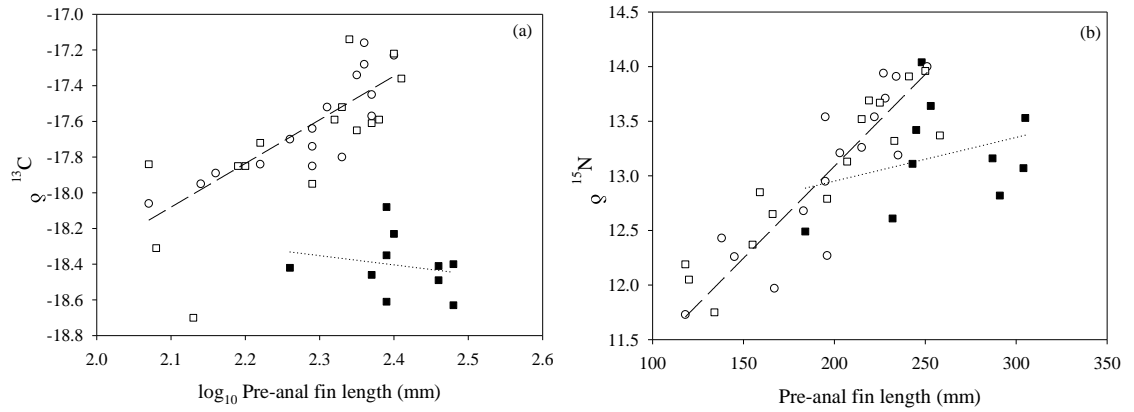 -17.0
-17.2
-17.4
-17.6
-17.8
-18.0
-18.2
-18.4
-18.6
-18.8
(a)
δ ¹³C
2.0 2.1 2.2 2.3 2.4 2.5 2.6
log₁₀ Pre-anal fin length (mm)
14.5
14.0
13.5
13.0
12.5
12.0
11.5
(b)
δ ¹⁵N
100 150 200 250 300 350
Pre-anal fin length (mm)